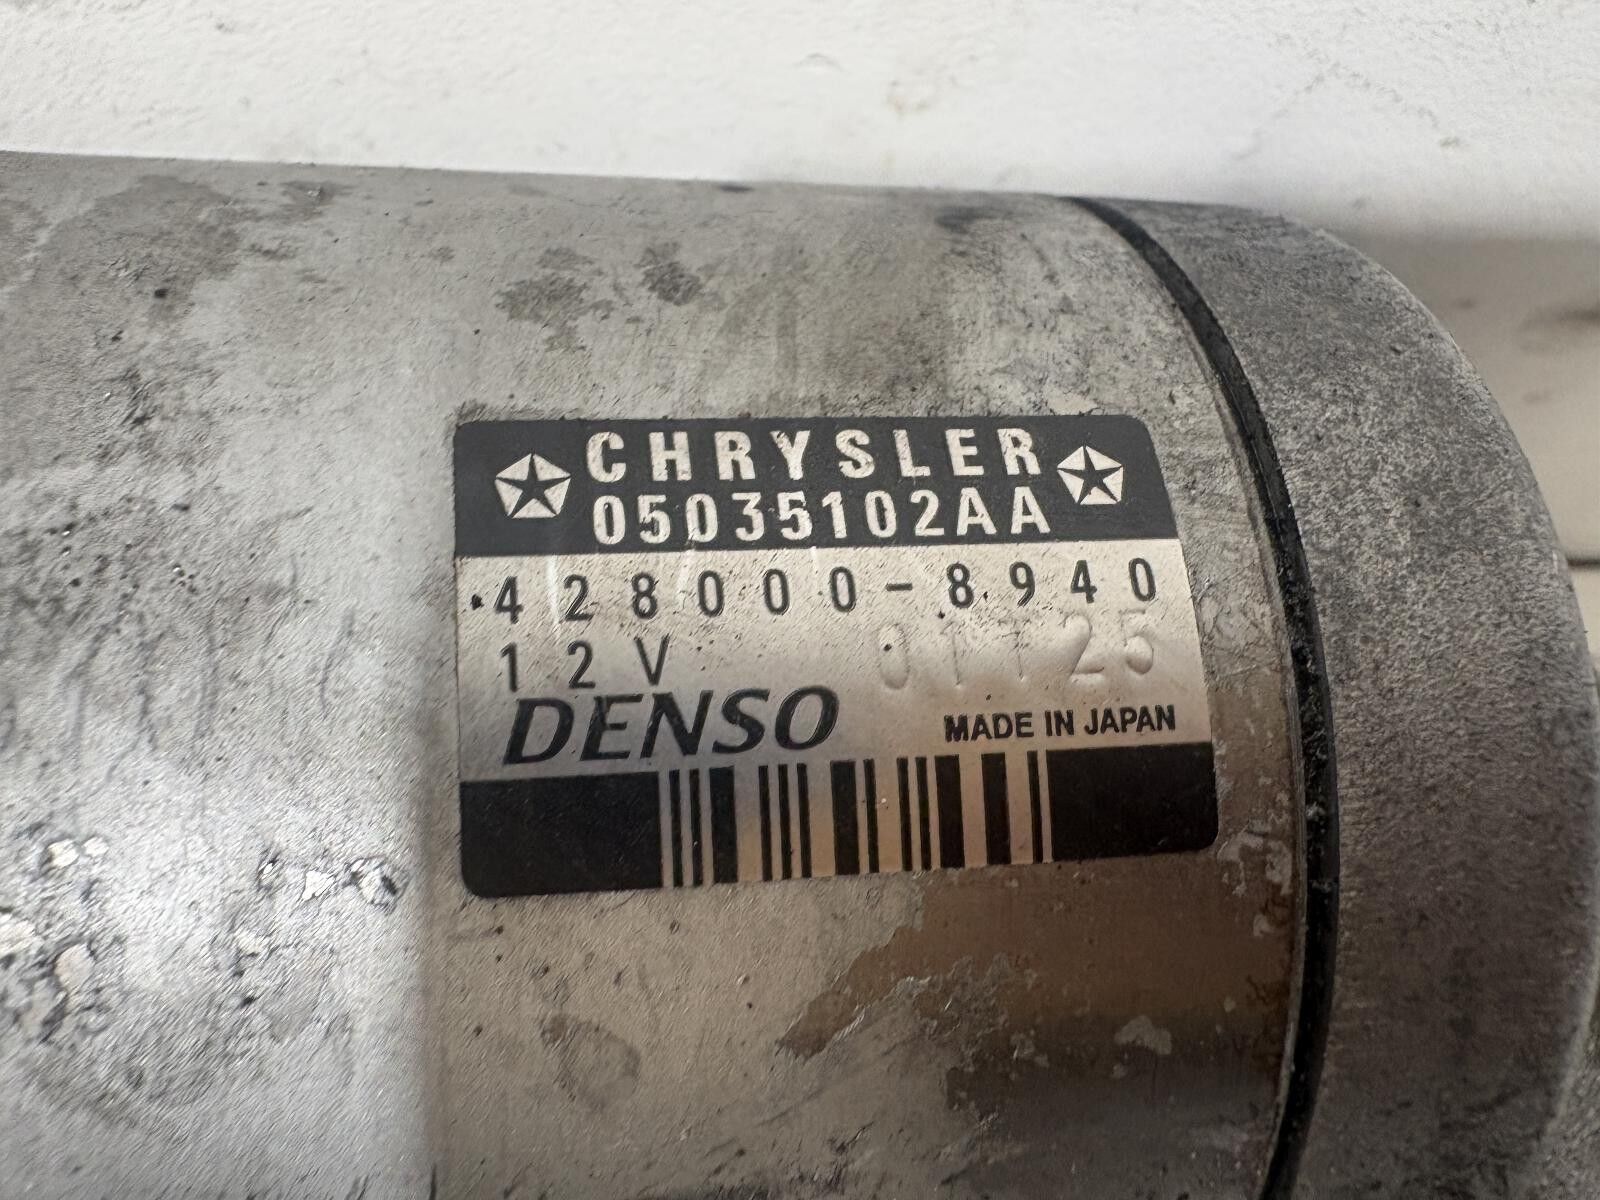 CHRYSLER
05035102AA
428000-8940
12V
DENSO
MADE IN JAPAN